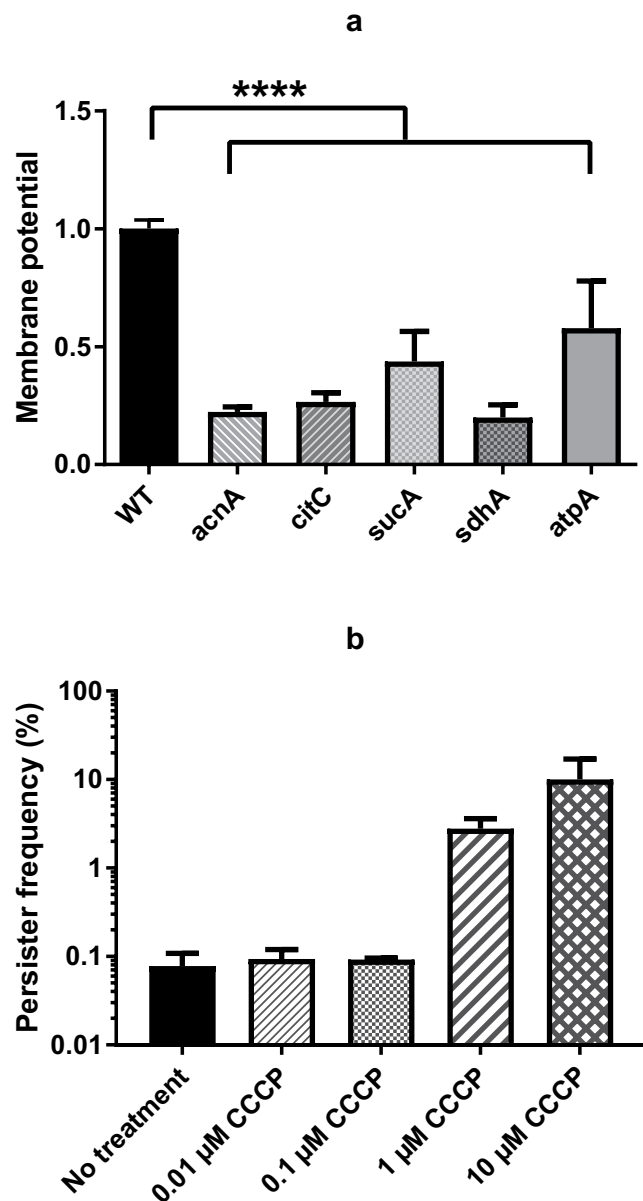 a
****
Membrane potential
1.5
1.0
0.5
0.0
WT
acnA
citC
sucA
sdhA
atpA
b
Persister frequency (%)
100
10
1
0.1
0.01
No treatment
0.01 µM CCCP
0.1 µM CCCP
1 µM CCCP
10 µM CCCP